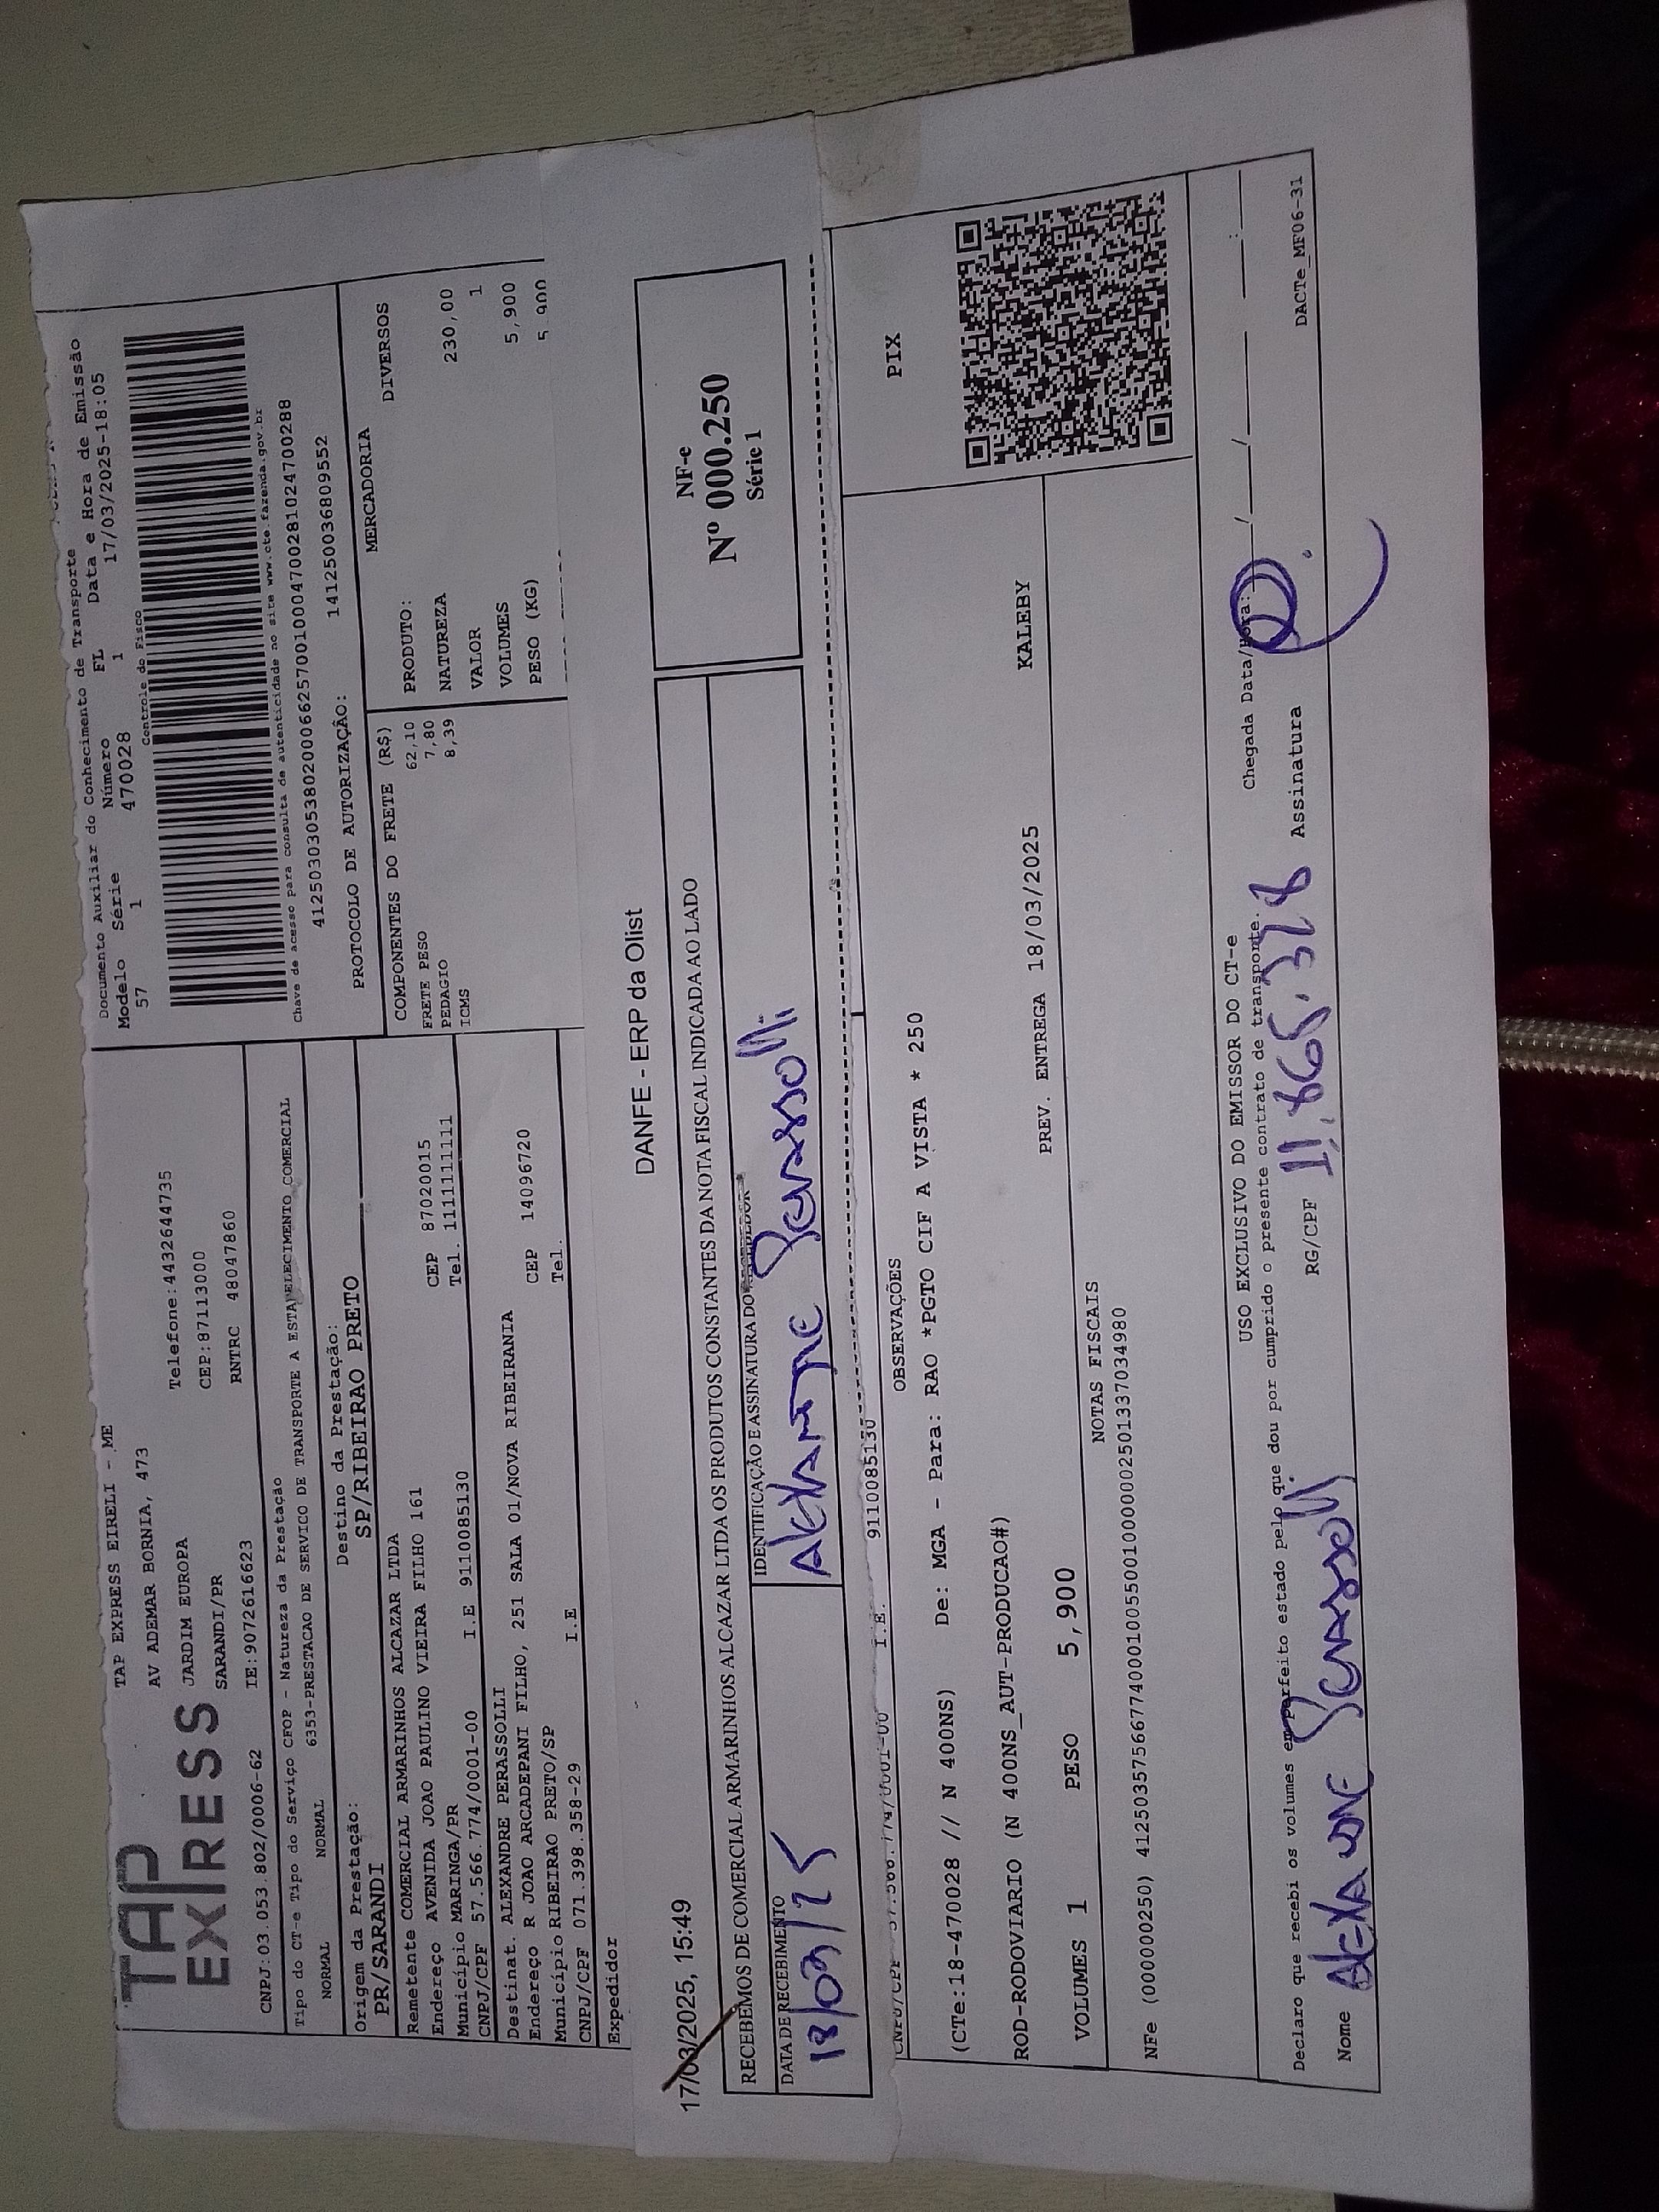 TAP
EXPRESS
TAP EXPRESS EIRELI - ME
AV ADEMAR BORNIA, 473
Telefone:4432644735
JARDIM EUROPA
CEP:87113000
SARANDI/PR
RNTRC 48047860
CNPJ:03.053.802/0006-62
IE:9072616623
Tipo do CT-e Tipo do Serviço CFOP - Natureza da Prestação
NORMAL NORMAL 6353-PRESTACAO DE SERVICO DE TRANSPORTE A ESTABELECIMENTO COMERCIAL
Origem da Prestação: Destino da Prestação:
PR/SARANDI SP/RIBEIRAO PRETO
Remetente COMERCIAL ARMARINHOS ALCAZAR LTDA
Endereço AVENIDA JOAO PAULINO VIEIRA FILHO 161 CEP 87020015
Município MARINGA/PR Tel. 11111111111
CNPJ/CPF 57.566.774/0001-00 I.E 9110085130
Destinat. ALEXANDRE PERASSOLLI
Endereço R JOAO ARCADEPANI FILHO, 251 SALA 01/NOVA RIBEIRANIA CEP 14096720
Município RIBEIRAO PRETO/SP Tel.
CNPJ/CPF 071.398.358-29 I.E
Expedidor
Documento Auxiliar do Conhecimento de Transporte
Modelo Série Número FL Data e Hora de Emissão
57 1 470028 1 17/03/2025-18:05
Controle do Fisco
Chave de acesso para consulta de autenticidade no site www.cte.fazenda.gov.br
41250303053802000662570010004700281024700288
PROTOCOLO DE AUTORIZAÇÃO: 141250036809552
COMPONENTES DO FRETE (R$)
FRETE PESO 62,10
PEDAGIO 7,80
ICMS 8,39
MERCADORIA
PRODUTO: DIVERSOS
NATUREZA
VALOR 230,00
VOLUMES 1
PESO (KG) 5,900
5,900
17/03/2025, 15:49
DANFE - ERP da Olist
RECEBEMOS DE COMERCIAL ARMARINHOS ALCAZAR LTDA OS PRODUTOS CONSTANTES DA NOTA FISCAL INDICADA AO LADO
DATA DE RECEBIMENTO
18/03/25
IDENTIFICAÇÃO E ASSINATURA DO RECEBEDOR
Alexandre Perassolli
NF-e
Nº 000.250
Série 1
CNPJ/CPF 57.566.774/0001-00 I.E. 9110085130
OBSERVAÇÕES
PIX
(CTe:18-470028 // N 400NS) De: MGA - Para: RAO *PGTO CIF A VISTA * 250
ROD-RODOVIARIO (N 400NS_AUT-PRODUCAO#) PREV. ENTREGA 18/03/2025 KALEBY
VOLUMES 1 PESO 5,900
NOTAS FISCAIS
NFe (000000250) 41250357566774000100550010000002501337034980
USO EXCLUSIVO DO EMISSOR DO CT-e
Declaro que recebi os volumes em perfeito estado pelo que dou por cumprido o presente contrato de transporte.
Chegada Data/Hora: __/__/____ __:__
Nome Alexandre Perassolli RG/CPF 11.865.328 Assinatura
DACTe_MF06-31